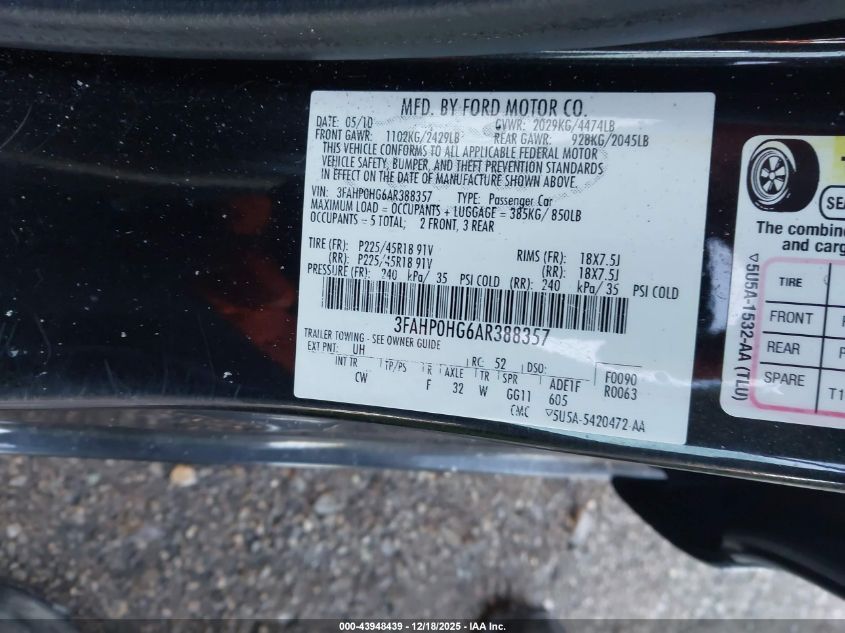 MFD. BY FORD MOTOR CO.
DATE: 05/10 GVWR: 2029KG/4474LB
FRONT GAWR: 1102KG/2429LB REAR GAWR: 928KG/2045LB
THIS VEHICLE CONFORMS TO ALL APPLICABLE FEDERAL MOTOR
VEHICLE SAFETY, BUMPER, AND THEFT PREVENTION STANDARDS
IN EFFECT ON THE DATE OF MANUFACTURE SHOWN ABOVE.
VIN: 3FAHP0HG6AR388357 TYPE: Passenger Car
MAXIMUM LOAD = OCCUPANTS + LUGGAGE = 385KG/ 850LB
OCCUPANTS = 5 TOTAL; 2 FRONT, 3 REAR
TIRE (FR): P225/45R18 91V RIMS (FR): 18X7.5J
(RR): P225/45R18 91V (RR): 18X7.5J
PRESSURE (FR): 240 kPa/ 35 PSI COLD (RR): 240 kPa/35 PSI COLD
3FAHP0HG6AR388357
TRAILER TOWING - SEE OWNER GUIDE
EXT PNT: UH RC: 52 DSO: F0090
INT TR TP/PS R AXLE TR SPR ADE1F R0063
CW F 32 W GG11 605
CMC ▽5U5A-5420472-AA
SEA
The combine
and carg
TIRE
FRONT F
REAR P
SPARE T1
▽5U5A-1532-AA (TLU)
000-43948439 - 12/18/2025 - IAA Inc.